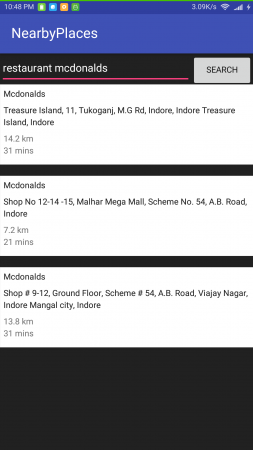 10:48 PM 3.09K/s
NearbyPlaces
restaurant mcdonalds SEARCH
Mcdonalds
Treasure Island, 11, Tukoganj, M.G Rd, Indore, Indore Treasure
Island, Indore
14.2 km
31 mins
Mcdonalds
Shop No 12-14 -15, Malhar Mega Mall, Scheme No. 54, A.B. Road,
Indore
7.2 km
21 mins
Mcdonalds
Shop # 9-12, Ground Floor, Scheme # 54, A.B. Road, Viajay Nagar,
Indore Mangal city, Indore
13.8 km
31 mins